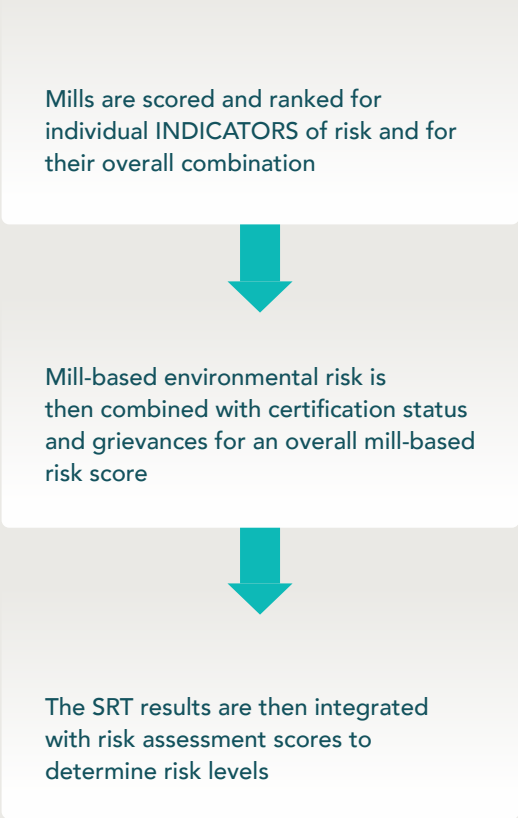 Mills are scored and ranked for
individual INDICATORS of risk and for
their overall combination
Mill-based environmental risk is
then combined with certification status
and grievances for an overall mill-based
risk score
The SRT results are then integrated
with risk assessment scores to
determine risk levels